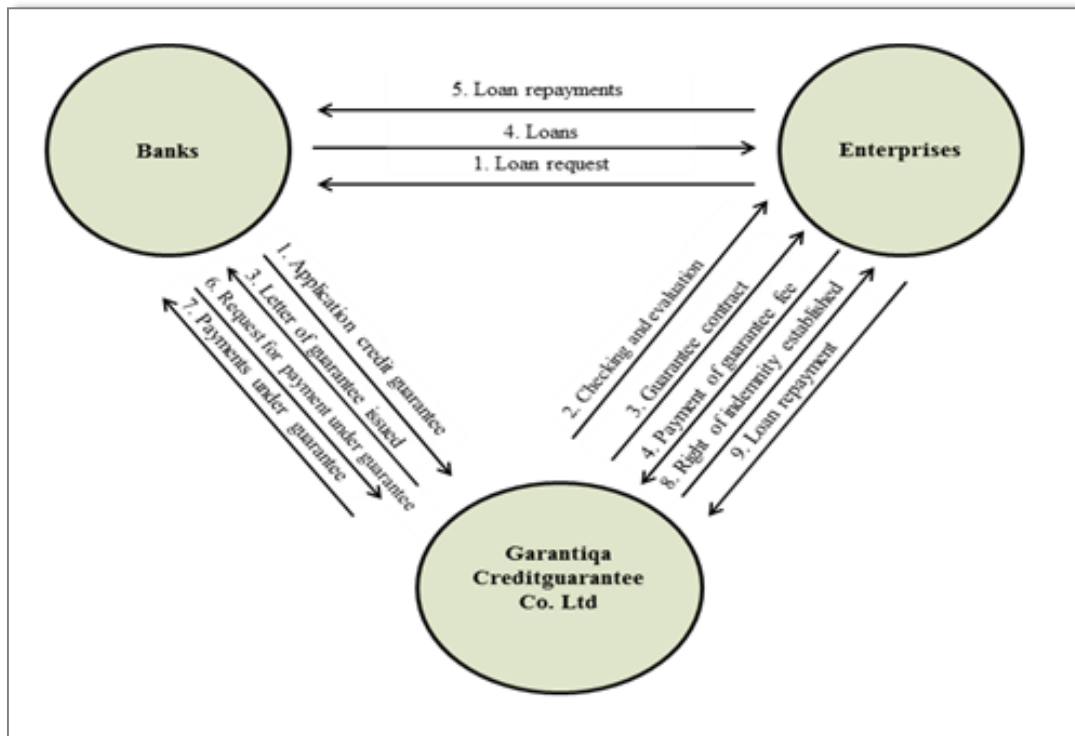 5. Loan repayments
Banks
4. Loans
Enterprises
1. Loan request
1. Application credit guarantee
3. Letter of guarantee issued
6. Request for payment under guarantee
7. Payments under guarantee
2. Checking and evaluation
3. Guarantee contract
4. Payment of guarantee fee
8. Right of indemnity established
9. Loan repayment
Garantiqa
Creditguarantee
Co. Ltd